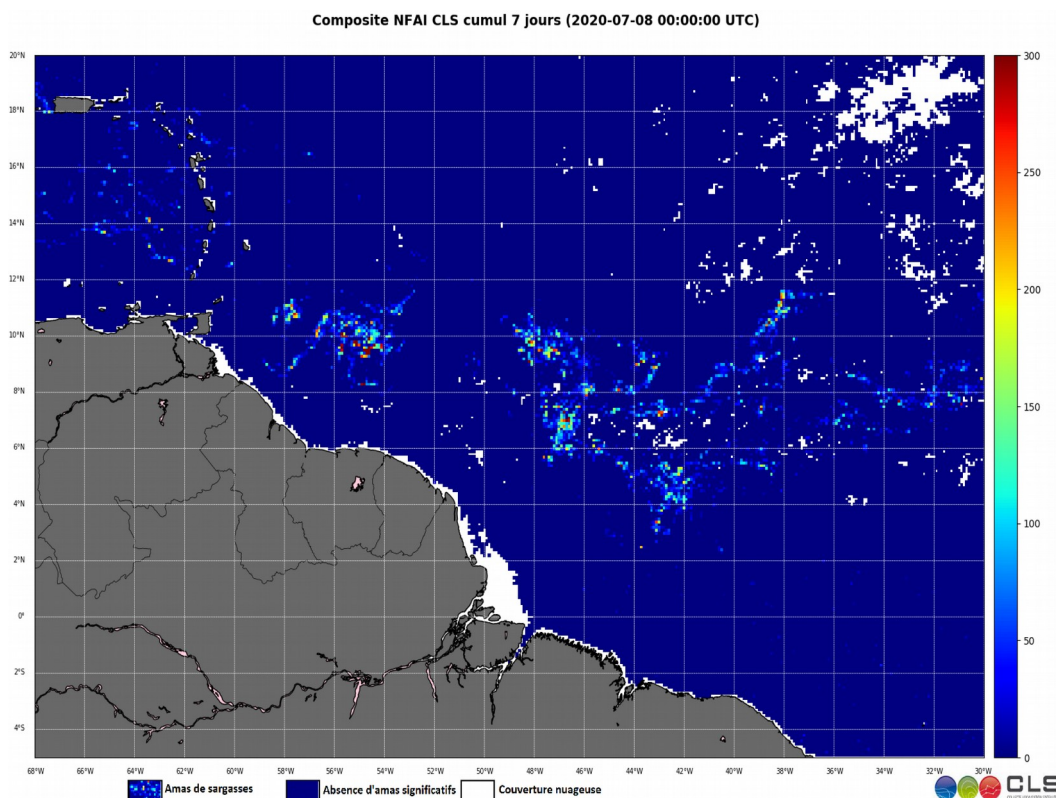 Composite NFAI CLS cumul 7 jours (2020-07-08 00:00:00 UTC)
20°N
18°N
16°N
14°N
12°N
10°N
8°N
6°N
4°N
2°N
0°
2°S
4°S
68°W 66°W 64°W 62°W 60°W 58°W 56°W 54°W 52°W 50°W 48°W 46°W 44°W 42°W 40°W 38°W 36°W 34°W 32°W 30°W
300
250
200
150
100
50
0
Amas de sargasses Absence d'amas significatifs Couverture nuageuse
CLS